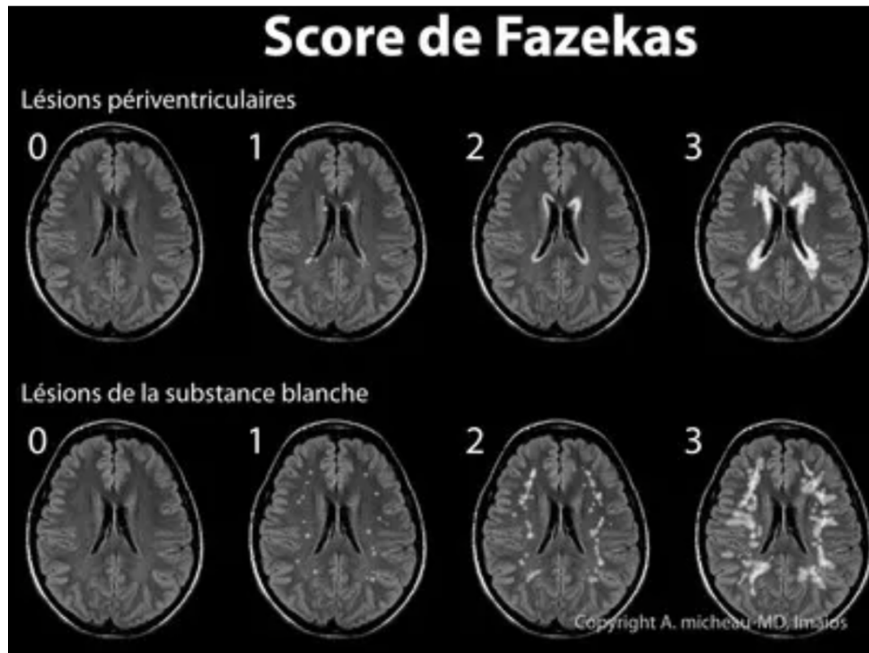 Score de Fazekas
Lésions périventriculaires
0 1 2 3
Lésions de la substance blanche
0 1 2 3
Copyright A. micheau-MD, Imaios